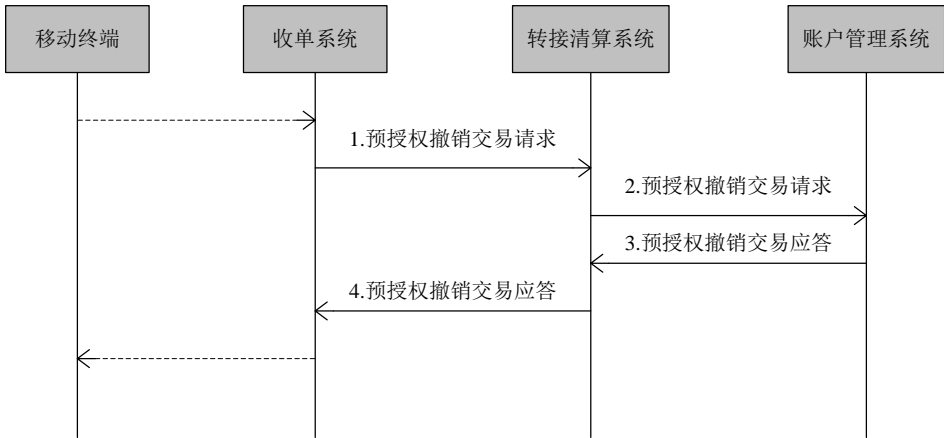 移动终端
收单系统
转接清算系统
账户管理系统
1.预授权撤销交易请求
2.预授权撤销交易请求
3.预授权撤销交易应答
4.预授权撤销交易应答